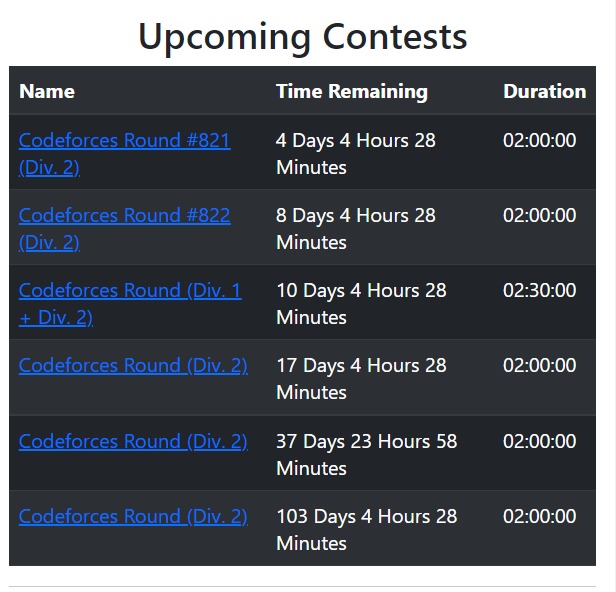 Upcoming Contests
Name Time Remaining Duration
Codeforces Round #821 4 Days 4 Hours 28 02:00:00
(Div. 2) Minutes
Codeforces Round #822 8 Days 4 Hours 28 02:00:00
(Div. 2) Minutes
Codeforces Round (Div. 1 10 Days 4 Hours 28 02:30:00
+ Div. 2) Minutes
Codeforces Round (Div. 2) 17 Days 4 Hours 28 02:00:00
Minutes
Codeforces Round (Div. 2) 37 Days 23 Hours 58 02:00:00
Minutes
Codeforces Round (Div. 2) 103 Days 4 Hours 28 02:00:00
Minutes